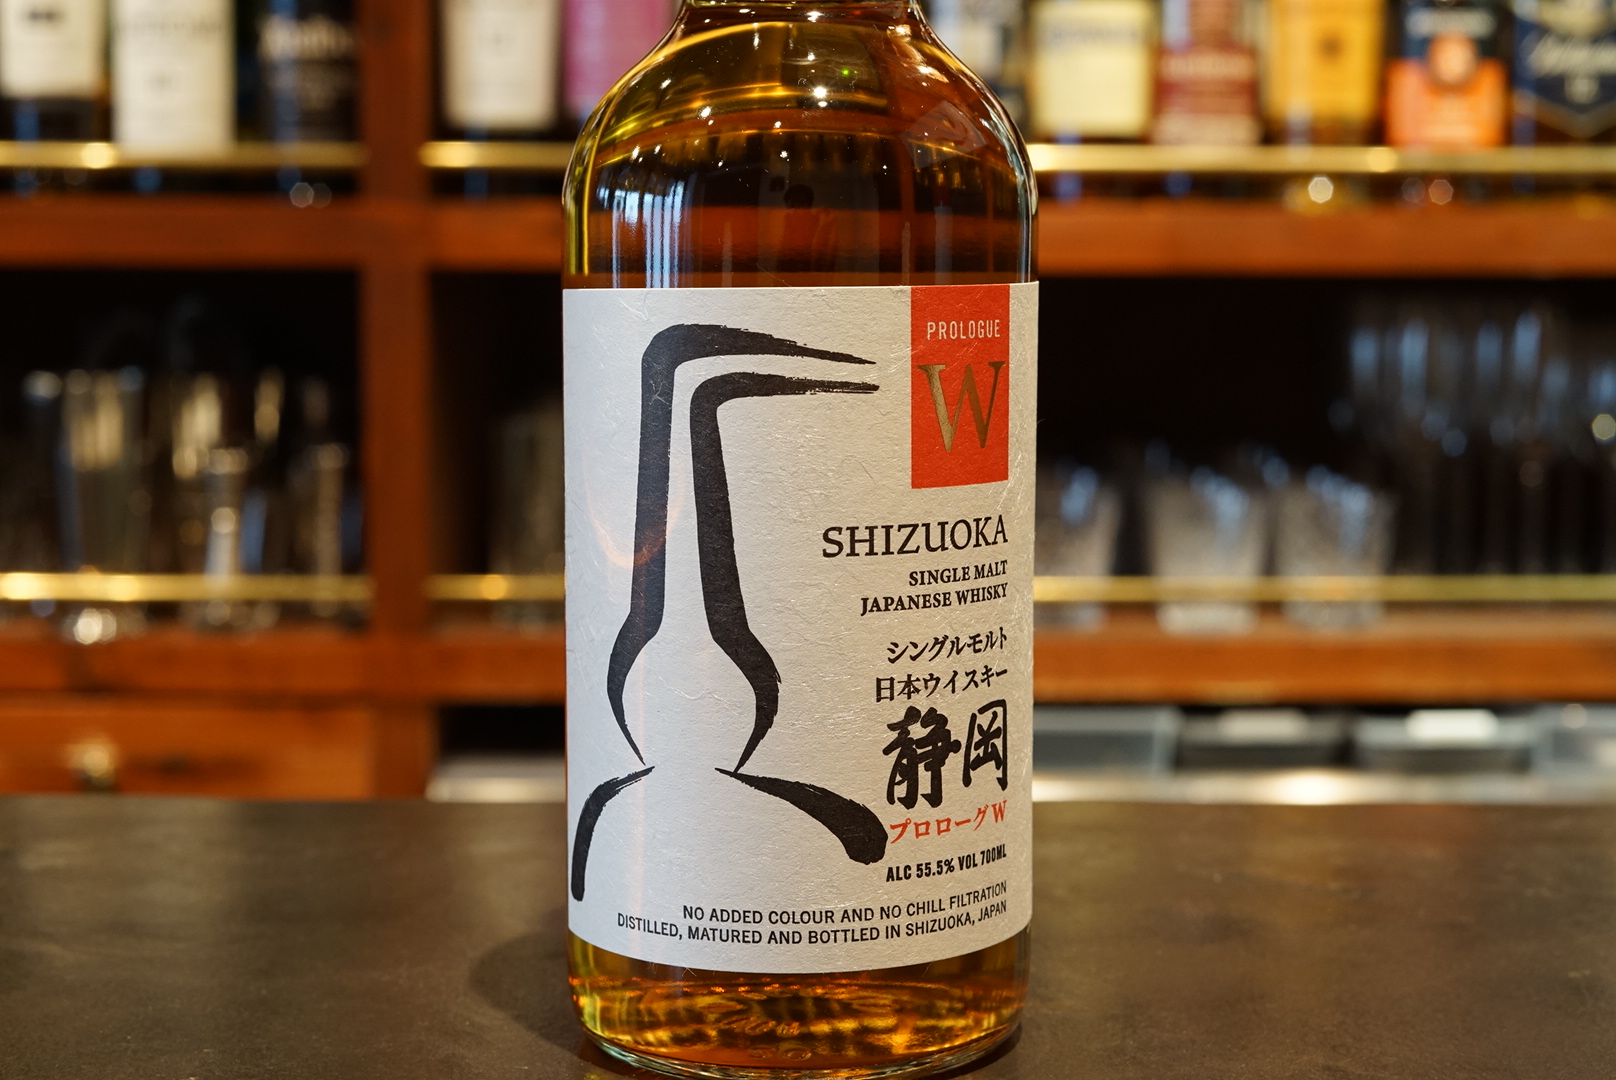 PROLOGUE
W
SHIZUOKA
SINGLE MALT
JAPANESE WHISKY
シングルモルト
日本ウイスキー
静岡
プロローグW
ALC 55.5% VOL 700ML
NO ADDED COLOUR AND NO CHILL FILTRATION
DISTILLED, MATURED AND BOTTLED IN SHIZUOKA, JAPAN